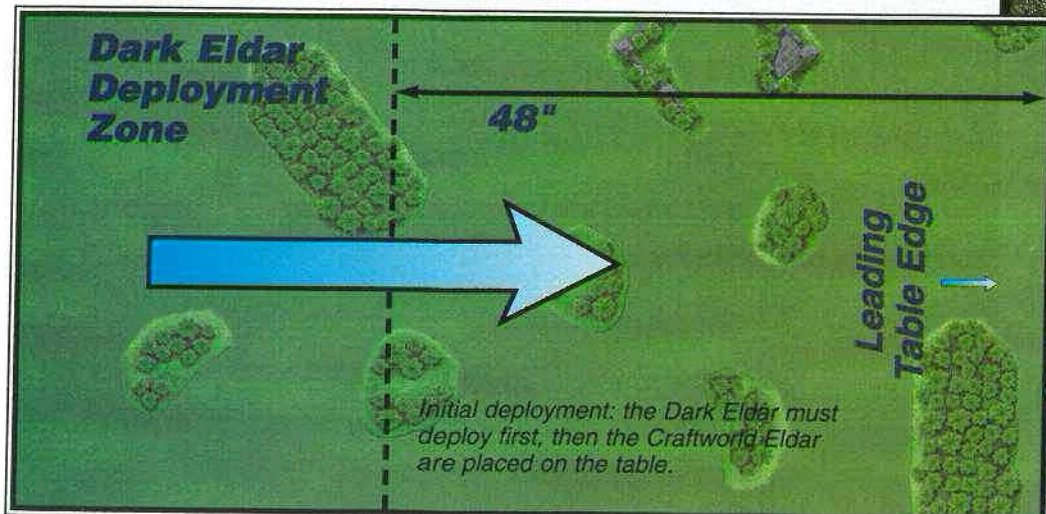 Dark Eldar
Deployment
Zone
48"
Leading
Table Edge
Initial deployment: the Dark Eldar must
deploy first, then the Craftworld Eldar
are placed on the table.